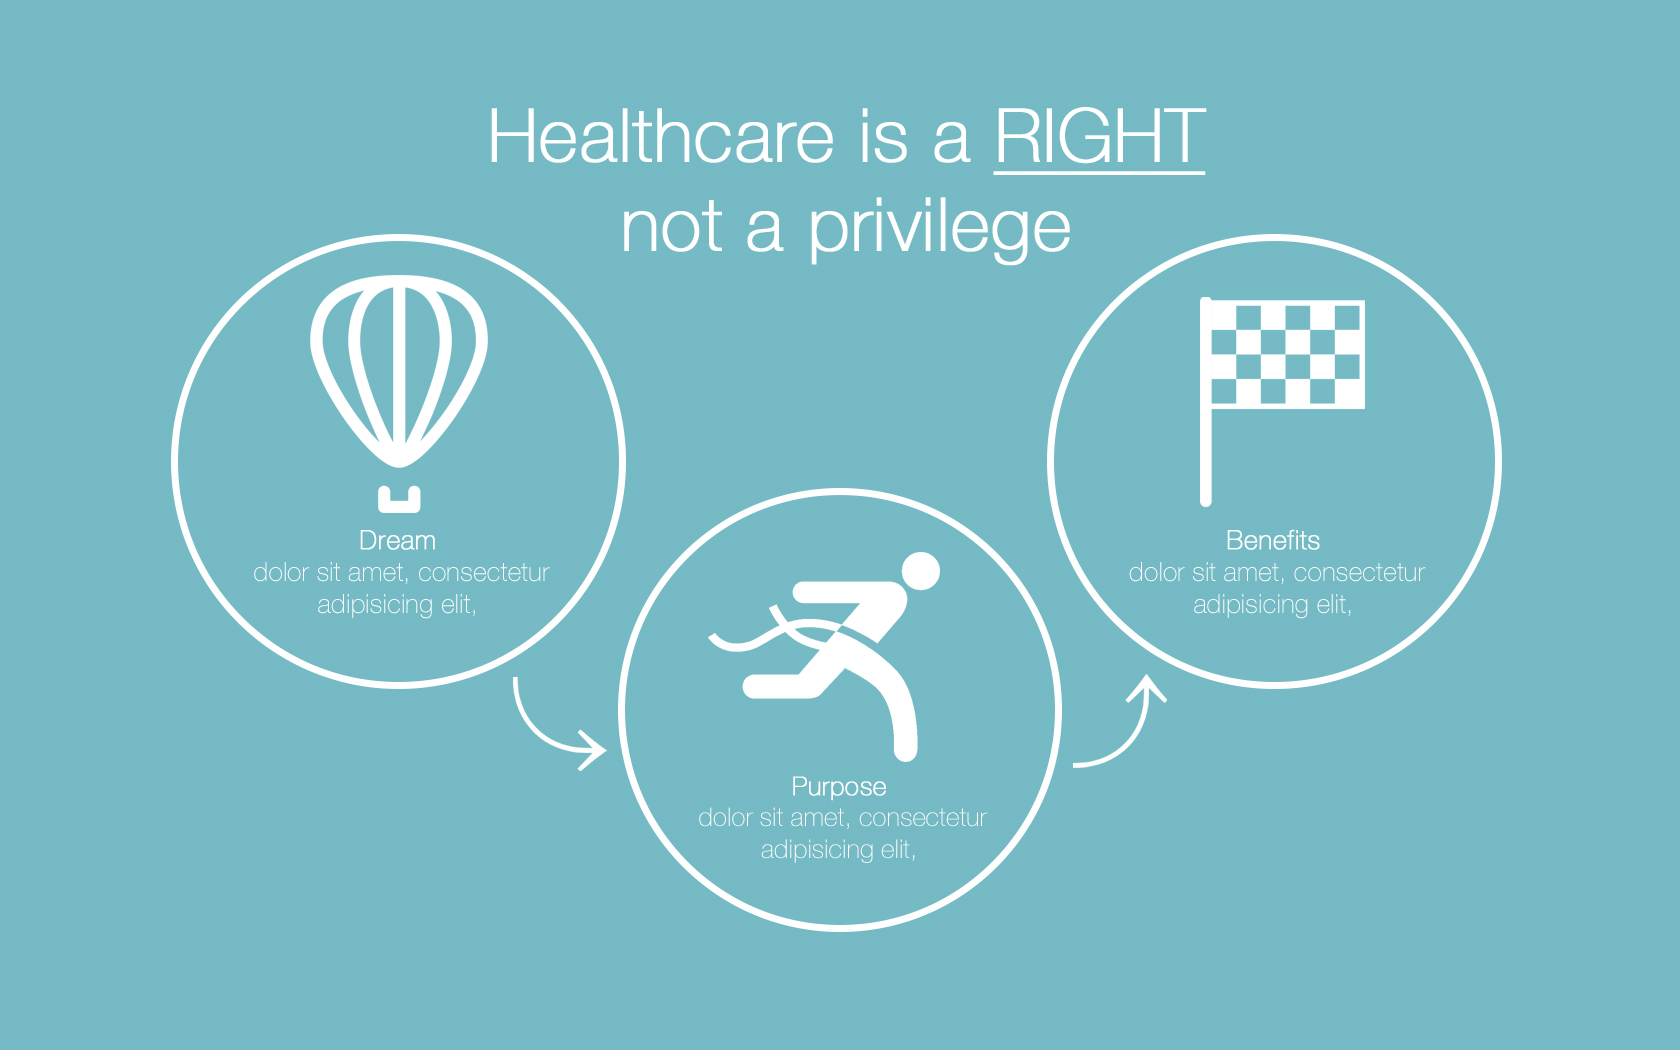 Healthcare is a RIGHT
not a privilege
Dream
dolor sit amet, consectetur
adipisicing elit,
Purpose
dolor sit amet, consectetur
adipisicing elit,
Benefits
dolor sit amet, consectetur
adipisicing elit,